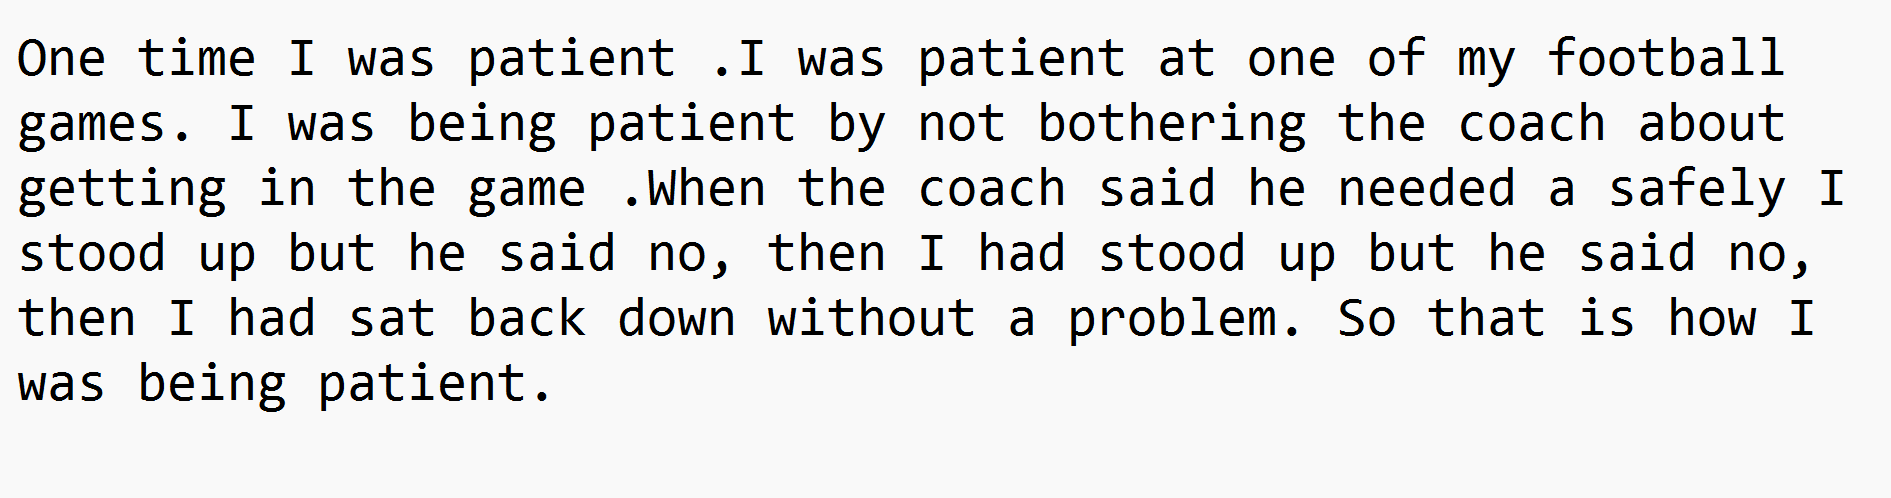 One time I was patient .I was patient at one of my football
games. I was being patient by not bothering the coach about
getting in the game .When the coach said he needed a safely I
stood up but he said no, then I had stood up but he said no,
then I had sat back down without a problem. So that is how I
was being patient.